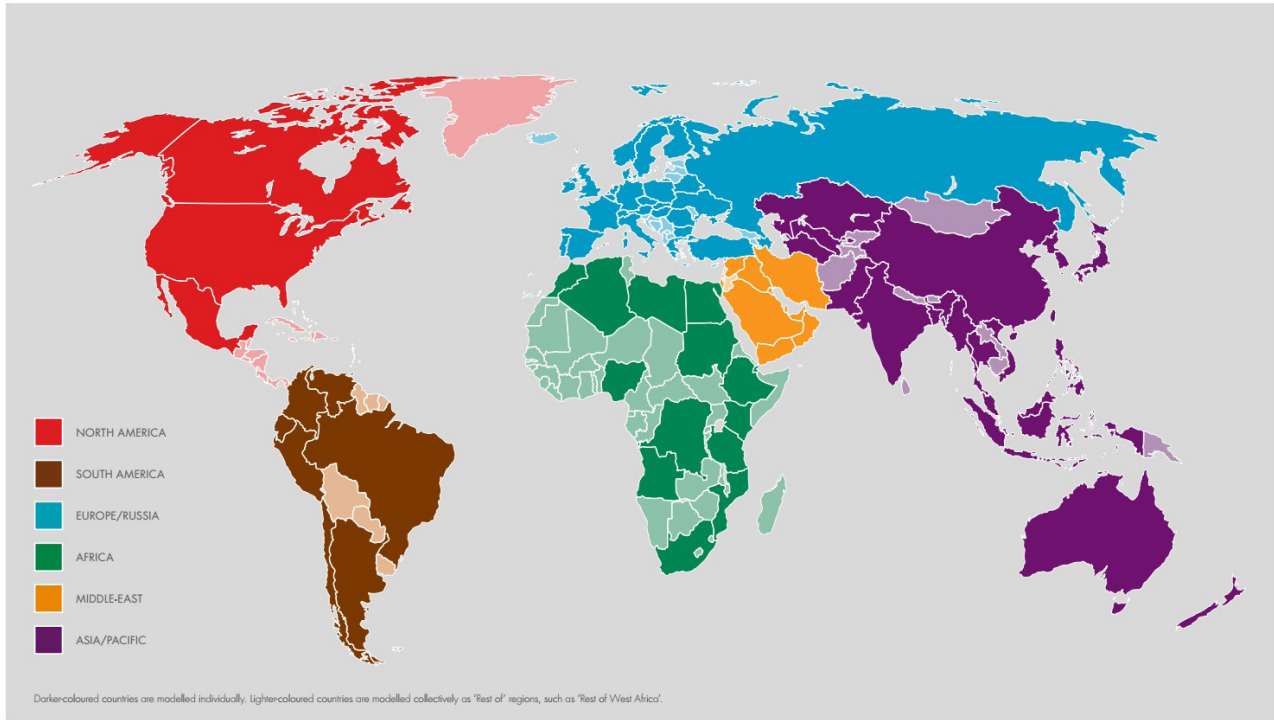 NORTH AMERICA
SOUTH AMERICA
EUROPE/RUSSIA
AFRICA
MIDDLE-EAST
ASIA/PACIFIC
Darker-coloured countries are modelled individually. Lighter-coloured countries are modelled collectively as 'Rest of' regions, such as 'Rest of West Africa'.